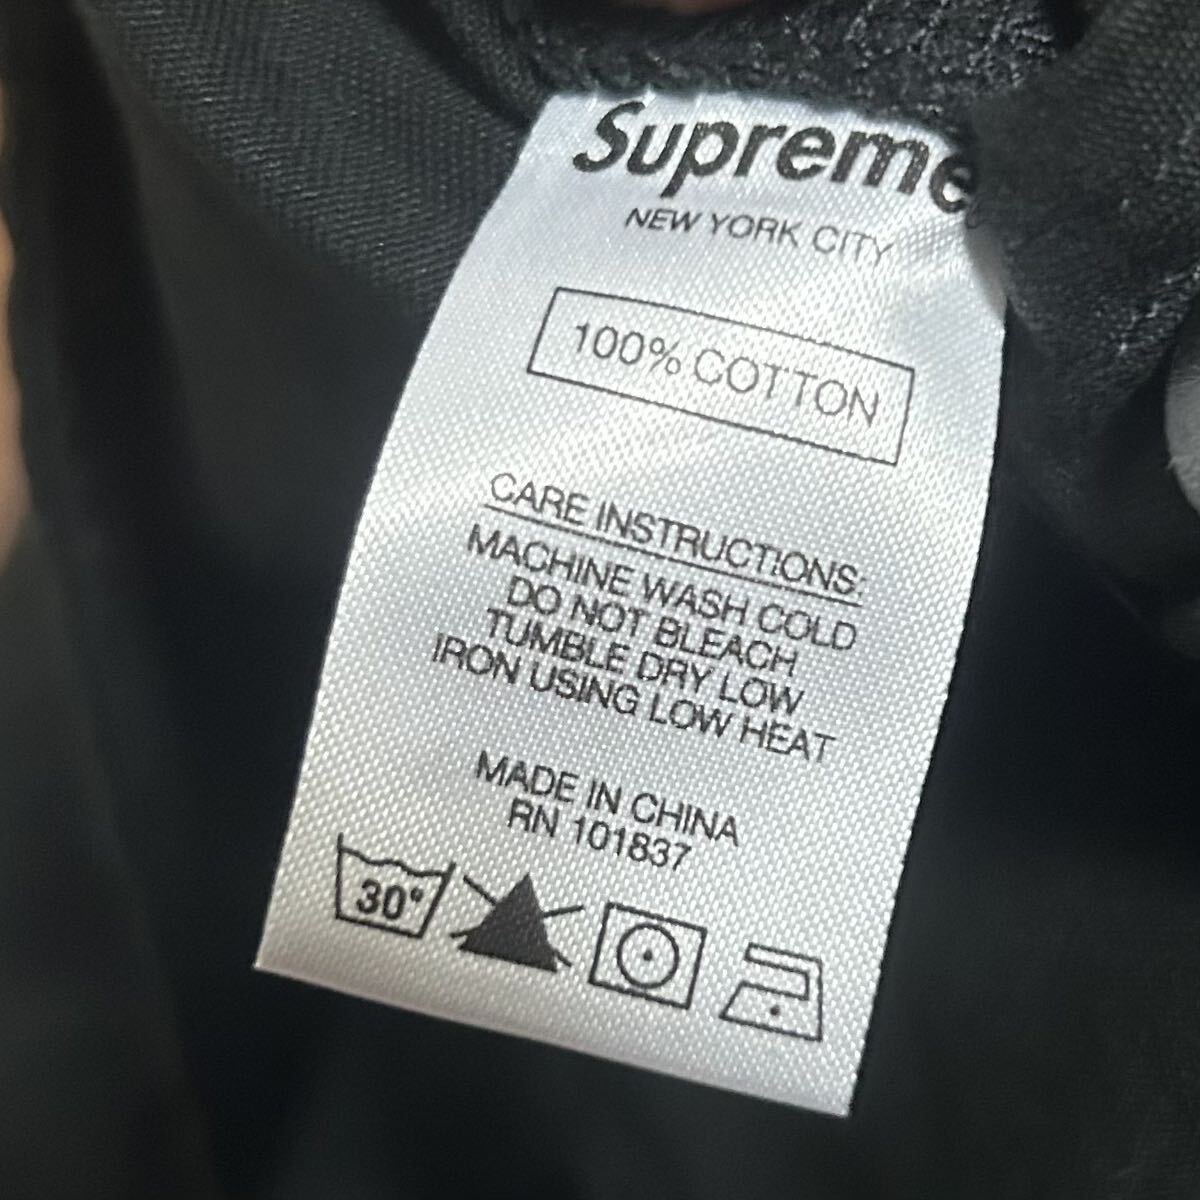 Supreme
NEW YORK CITY
100% COTTON
CARE INSTRUCTIONS:
MACHINE WASH COLD
DO NOT BLEACH
TUMBLE DRY LOW
IRON USING LOW HEAT
MADE IN CHINA
RN 101837
30°